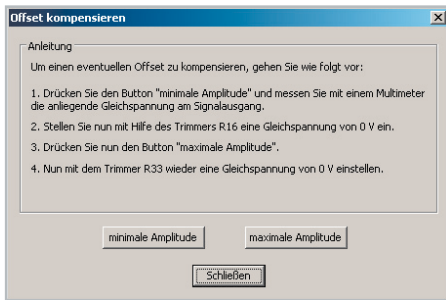 Offset kompensieren
Anleitung
Um einen eventuellen Offset zu kompensieren, gehen Sie wie folgt vor:
1. Drücken Sie den Button "minimale Amplitude" und messen Sie mit einem Multimeter
die anliegende Gleichspannung am Signalausgang.
2. Stellen Sie nun mit Hilfe des Trimmers R16 eine Gleichspannung von 0 V ein.
3. Drücken Sie nun den Button "maximale Amplitude".
4. Nun mit dem Trimmer R33 wieder eine Gleichspannung von 0 V einstellen.
minimale Amplitude maximale Amplitude
Schließen